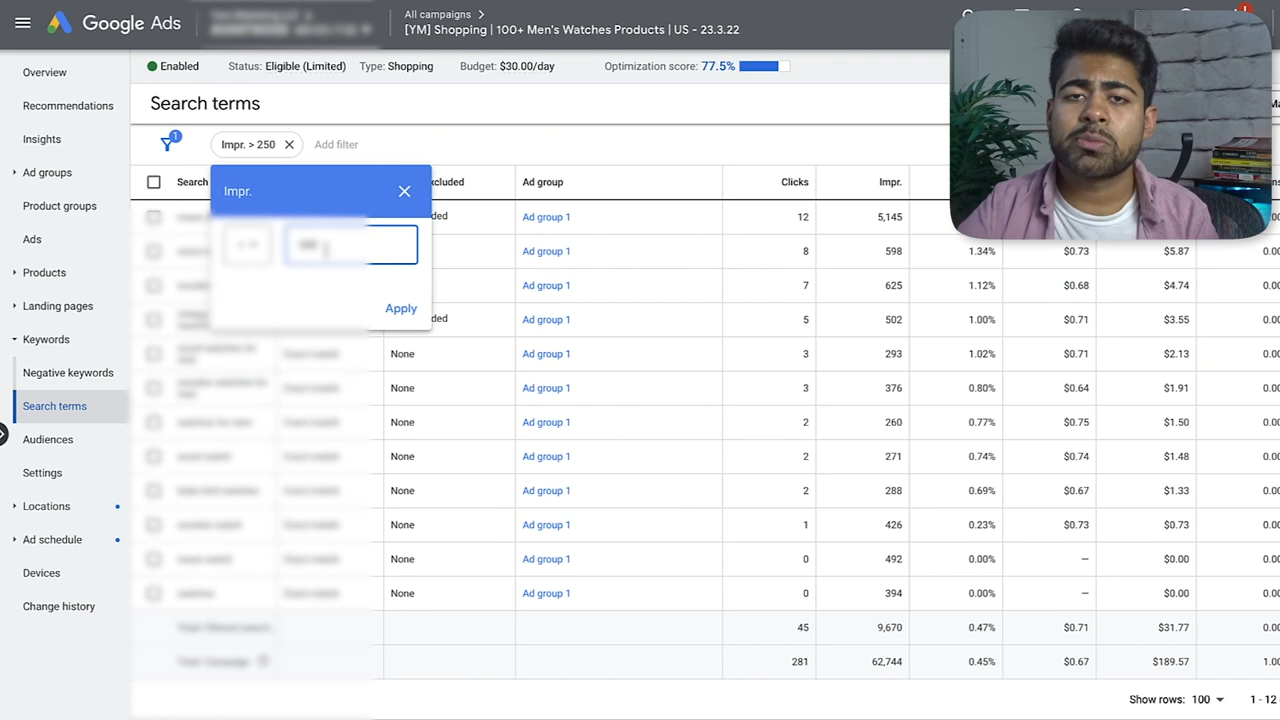 Google Ads
All campaigns
[YM] Shopping | 100+ Men's Watches Products | US - 23.3.22
Enabled
Status: Eligible (Limited)
Type: Shopping
Budget: $30.00/day
Optimization score: 77.5%
Overview
Recommendations
Insights
Ad groups
Product groups
Ads
Products
Landing pages
Keywords
Negative keywords
Search terms
Audiences
Settings
Locations
Ad schedule
Devices
Change history
Search terms
1
Impr. > 250
Add filter
Impr.
Apply
Search
Ad group
Clicks
Impr.
Ad group 1 12 5,145
Ad group 1 8 598 1.34% $0.73 $5.87
Ad group 1 7 625 1.12% $0.68 $4.74
Ad group 1 5 502 1.00% $0.71 $3.55
None Ad group 1 3 293 1.02% $0.71 $2.13
None Ad group 1 3 376 0.80% $0.64 $1.91
None Ad group 1 2 260 0.77% $0.75 $1.50
None Ad group 1 2 271 0.74% $0.74 $1.48
None Ad group 1 2 288 0.69% $0.67 $1.33
None Ad group 1 1 426 0.23% $0.73 $0.73
None Ad group 1 0 492 0.00% — $0.00
None Ad group 1 0 394 0.00% — $0.00
45 9,670 0.47% $0.71 $31.77
281 62,744 0.45% $0.67 $189.57
Show rows: 100
1 - 12